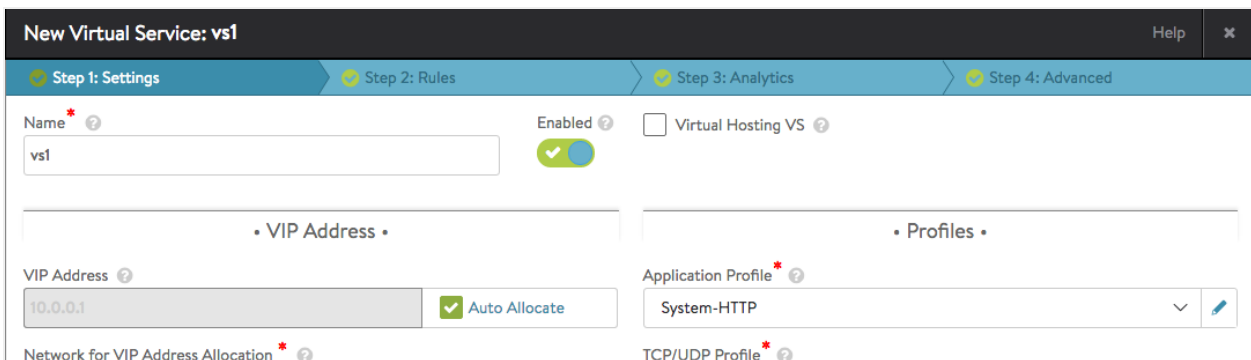 New Virtual Service: vs1 Help ×
Step 1: Settings Step 2: Rules Step 3: Analytics Step 4: Advanced
Name* ? Enabled ? Virtual Hosting VS ?
vs1
• VIP Address • • Profiles •
VIP Address ? Application Profile* ?
10.0.0.1 Auto Allocate System-HTTP
Network for VIP Address Allocation* ? TCP/UDP Profile* ?